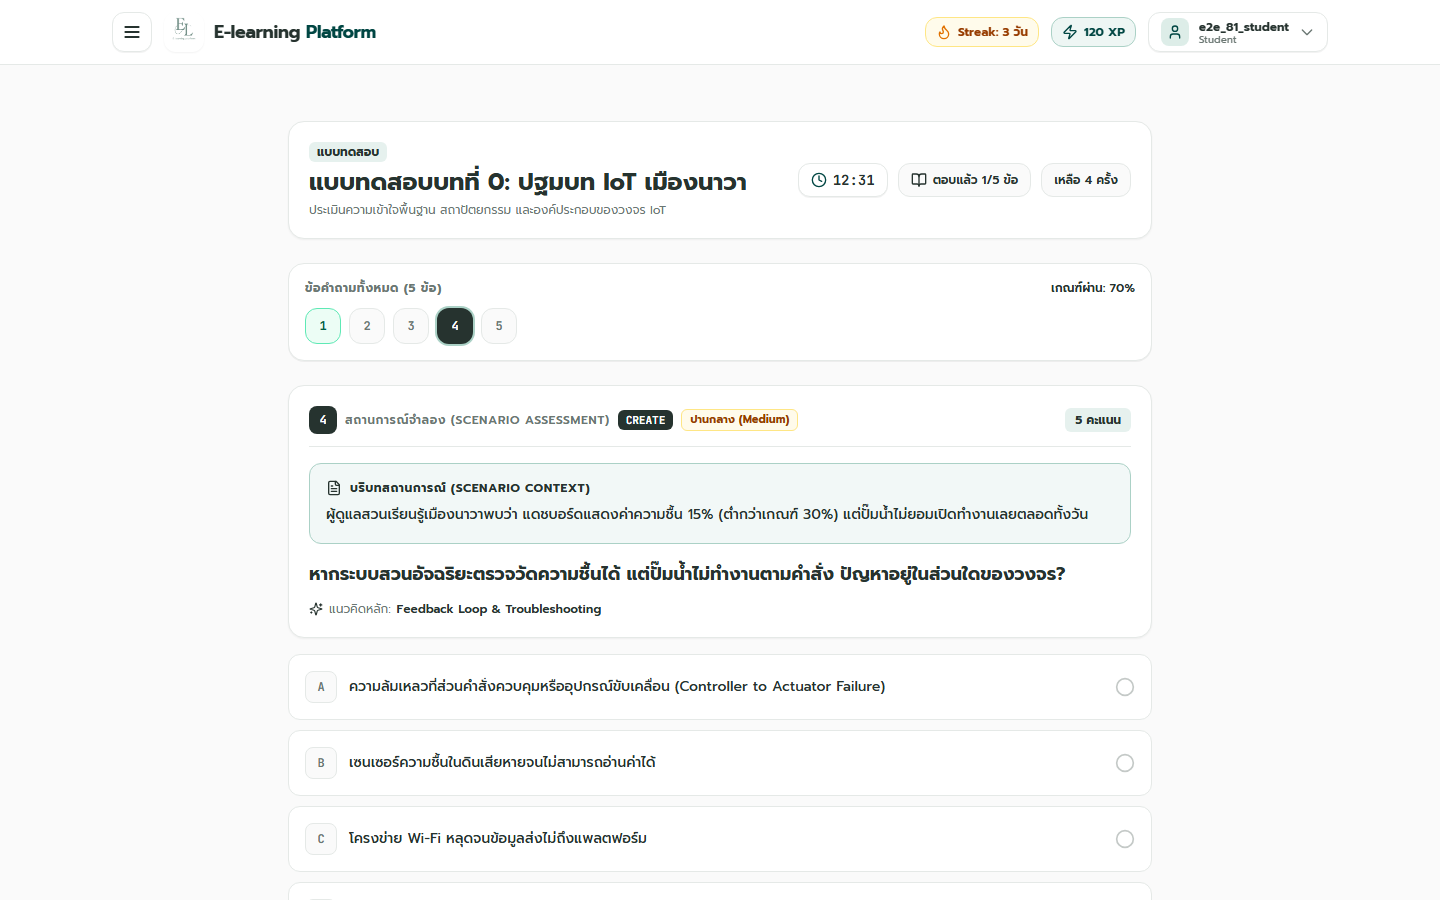 EL
E-learning Platform
Streak: 3 วัน
120 XP
e2e_81_student
Student
แบบทดสอบ
แบบทดสอบบทที่ 0: ปฐมบท IoT เมืองนาวา
ประเมินความเข้าใจพื้นฐาน สถาปัตยกรรม และองค์ประกอบของวงจร IoT
12:31
ตอบแล้ว 1/5 ข้อ
เหลือ 4 ครั้ง
ข้อคำถามทั้งหมด (5 ข้อ)
เกณฑ์ผ่าน: 70%
1
2
3
4
5
4 สถานการณ์จำลอง (SCENARIO ASSESSMENT) CREATE ปานกลาง (Medium)
5 คะแนน
บริบทสถานการณ์ (SCENARIO CONTEXT)
ผู้ดูแลสวนเรียนรู้เมืองนาวาพบว่า แดชบอร์ดแสดงค่าความชื้น 15% (ต่ำกว่าเกณฑ์ 30%) แต่ปั๊มน้ำไม่ยอมเปิดทำงานเลยตลอดทั้งวัน
หากระบบสวนอัจฉริยะตรวจวัดความชื้นได้ แต่ปั๊มน้ำไม่ทำงานตามคำสั่ง ปัญหาอยู่ในส่วนใดของวงจร?
แนวคิดหลัก: Feedback Loop & Troubleshooting
A ความล้มเหลวที่ส่วนคำสั่งควบคุมหรืออุปกรณ์ขับเคลื่อน (Controller to Actuator Failure)
B เซนเซอร์ความชื้นในดินเสียหายจนไม่สามารถอ่านค่าได้
C โครงข่าย Wi-Fi หลุดจนข้อมูลส่งไม่ถึงแพลตฟอร์ม